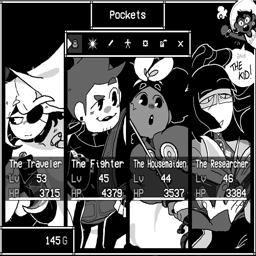 Pockets
THE KID!
The Traveler
Lv 53
HP 3715
The Fighter
Lv 45
HP 4379
The Housemaiden
Lv 44
HP 3537
The Researcher
Lv 46
HP 3384
145G